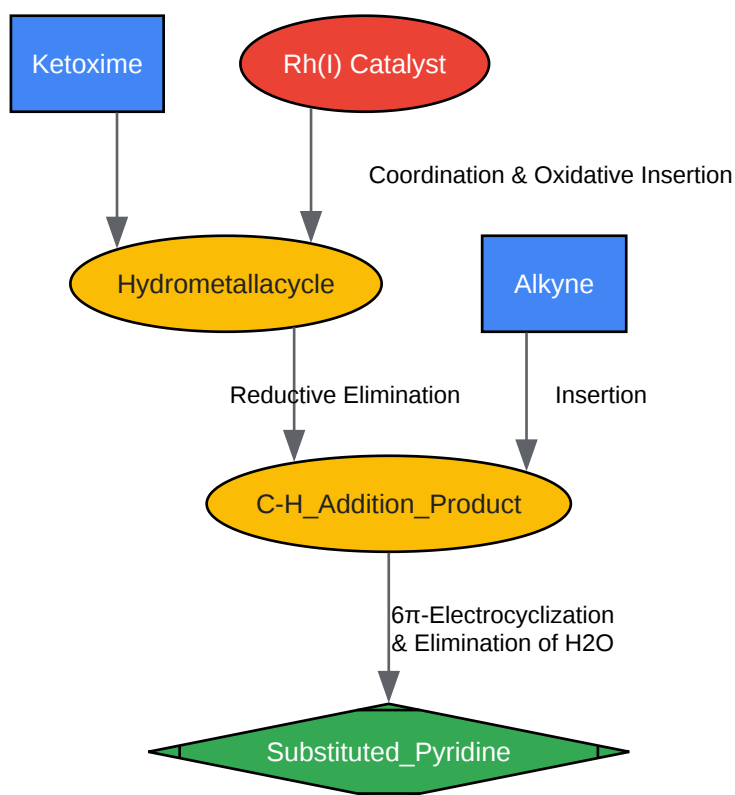 Ketoxime
Rh(I) Catalyst
Coordination & Oxidative Insertion
Hydrometallacycle
Alkyne
Reductive Elimination
Insertion
C-H_Addition_Product
6π-Electrocyclization
& Elimination of H2O
Substituted_Pyridine